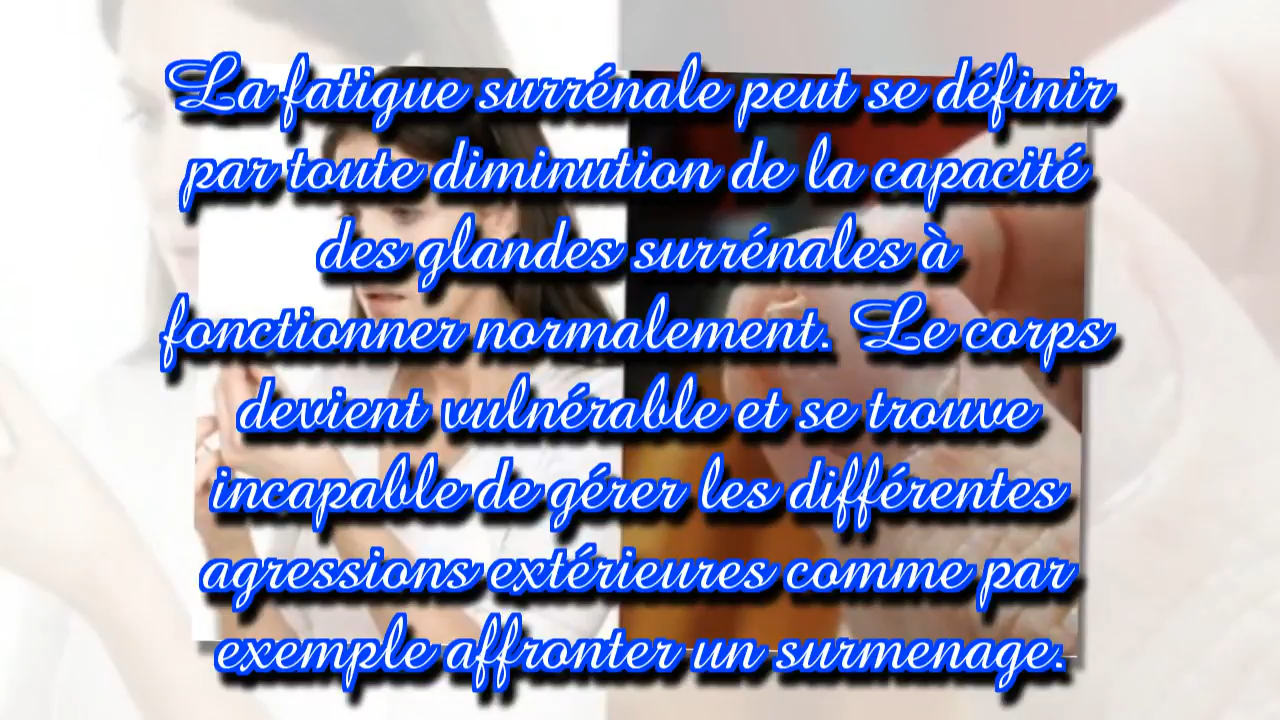 La fatigue surrénale peut se définir
par toute diminution de la capacité
des glandes surrénales à
fonctionner normalement. Le corps
devient vulnérable et se trouve
incapable de gérer les différentes
agressions extérieures comme par
exemple affronter un surmenage.